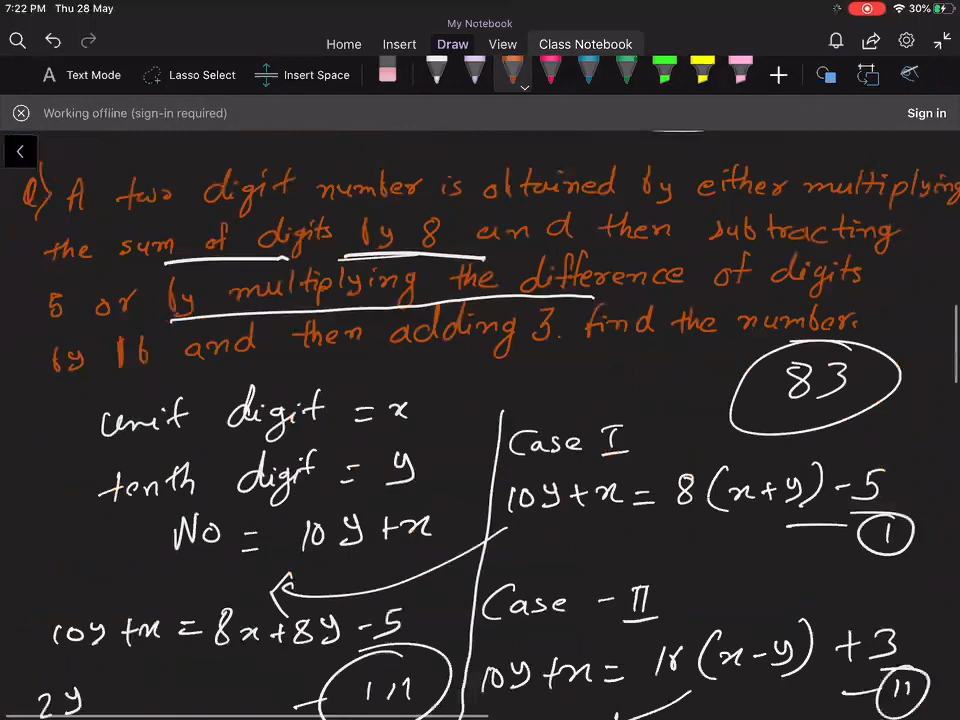 7:22 PM Thu 28 May
30%
My Notebook
Home Insert Draw View Class Notebook
Text Mode Lasso Select Insert Space
Working offline (sign-in required) Sign in
Q) A two digit number is obtained by either multiplying
the sum of digits by 8 and then subtracting
5 or by multiplying the difference of digits
by 16 and then adding 3. find the number.
83
unit digit = x
tenth digit = y
No = 10y+x
Case I
10y+x = 8(x+y)-5
1
10y+x = 8x+8y-5
Case - II
10y+x= 16(x-y)+3
11
2y